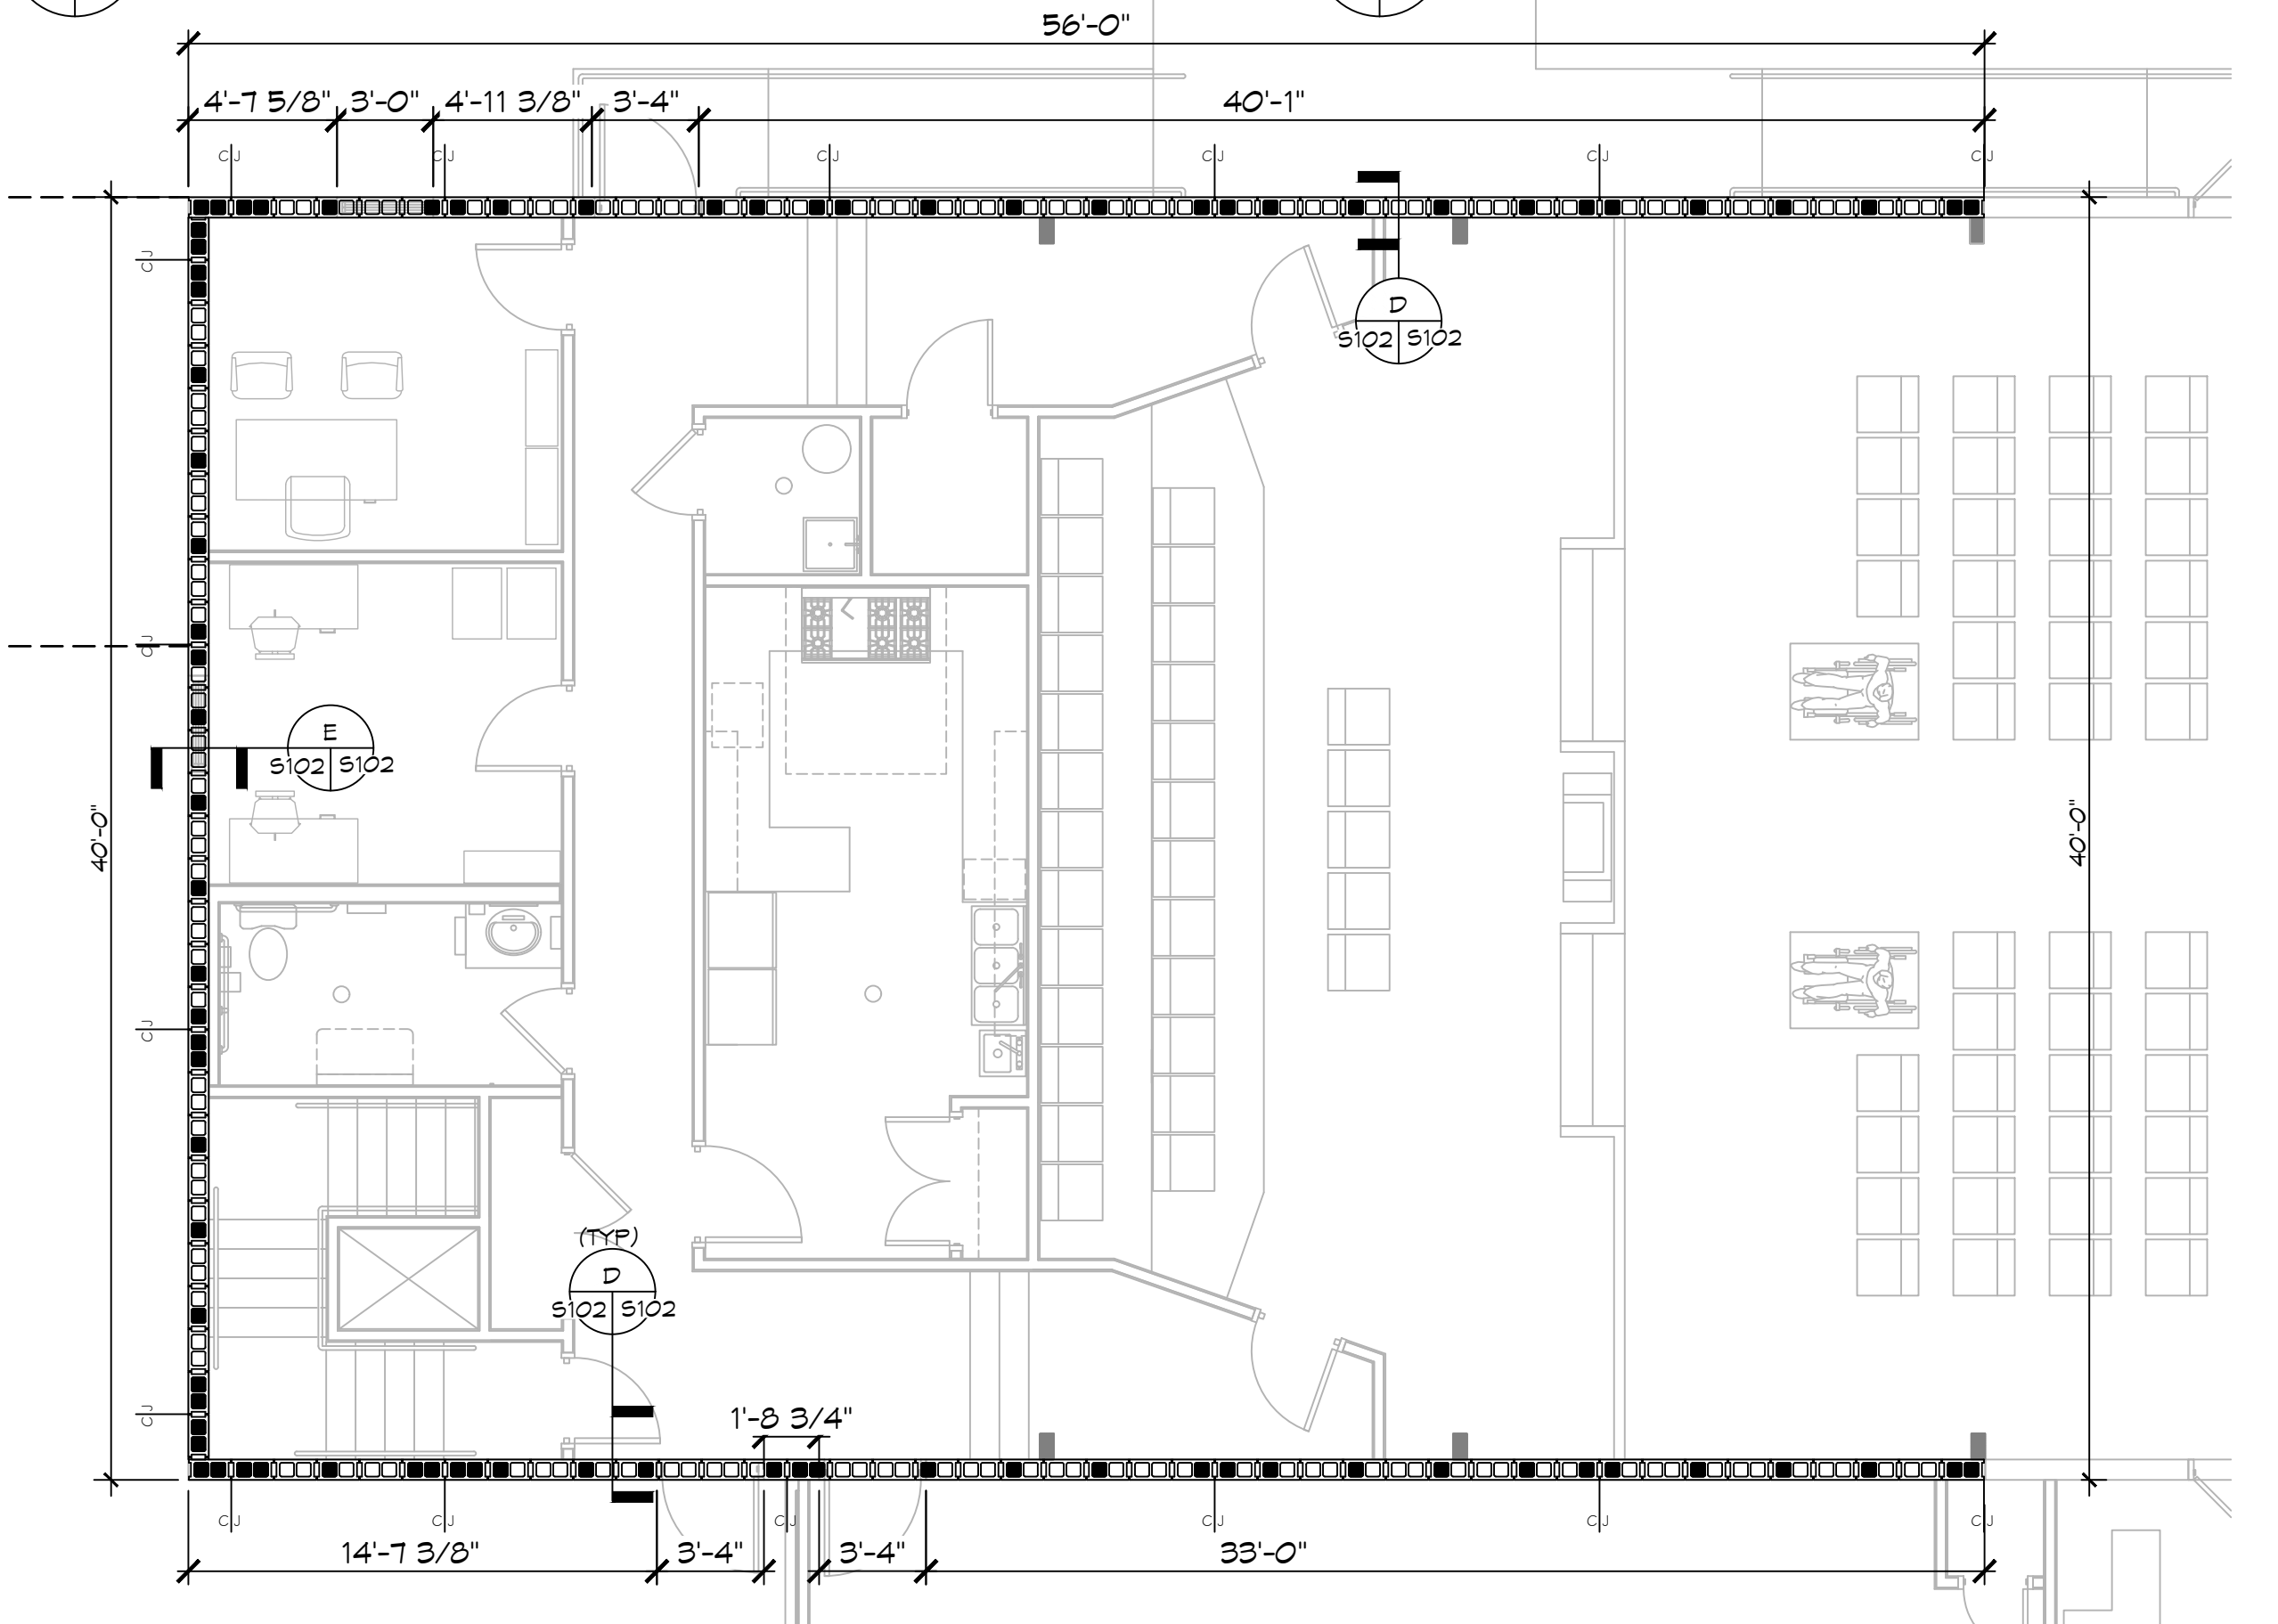 56'-0"
4'-7 5/8" 3'-0" 4'-11 3/8" 3'-4" 40'-1"
CJ CJ CJ CJ CJ CJ
CJ
D
S102 S102
CJ
E
S102 S102
40'-0"
40'-0"
CJ
(TYP)
D
S102 S102
CJ
1'-8 3/4"
CJ CJ CJ CJ CJ CJ
14'-7 3/8" 3'-4" 3'-4" 33'-0"